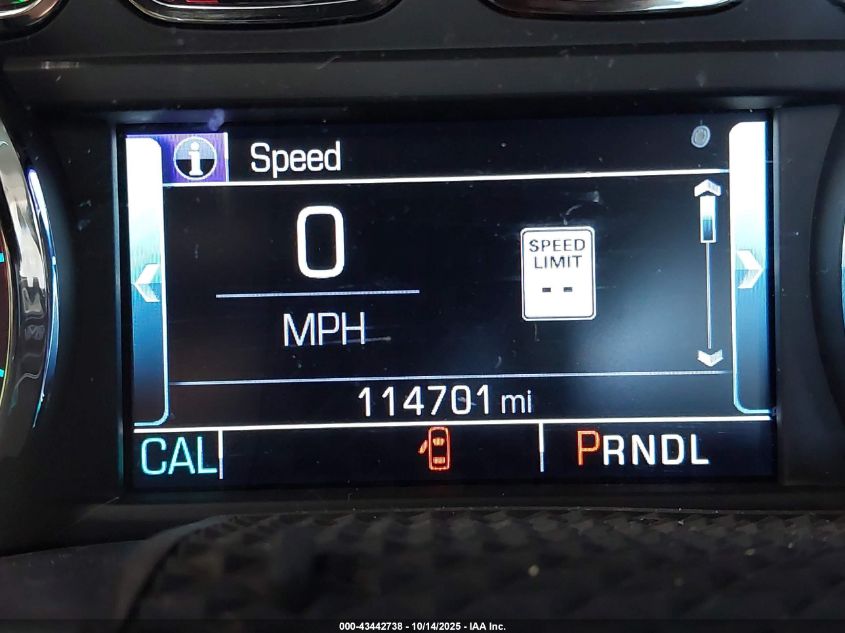 i Speed
0
SPEED
LIMIT
--
MPH
114701 mi
CAL PRNDL
000-43442738 - 10/14/2025 - IAA Inc.